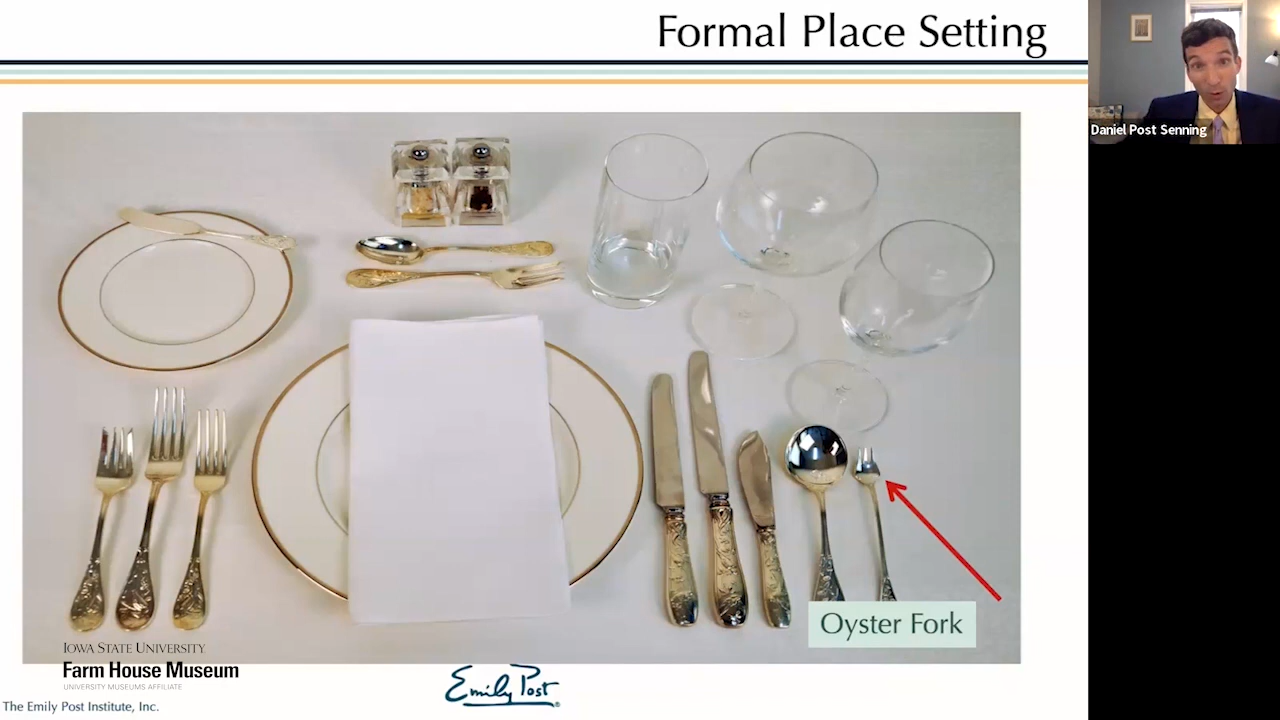 Formal Place Setting
Daniel Post Senning
Oyster Fork
IOWA STATE UNIVERSITY
Farm House Museum
UNIVERSITY MUSEUMS AFFILIATE
Emily Post
The Emily Post Institute, Inc.